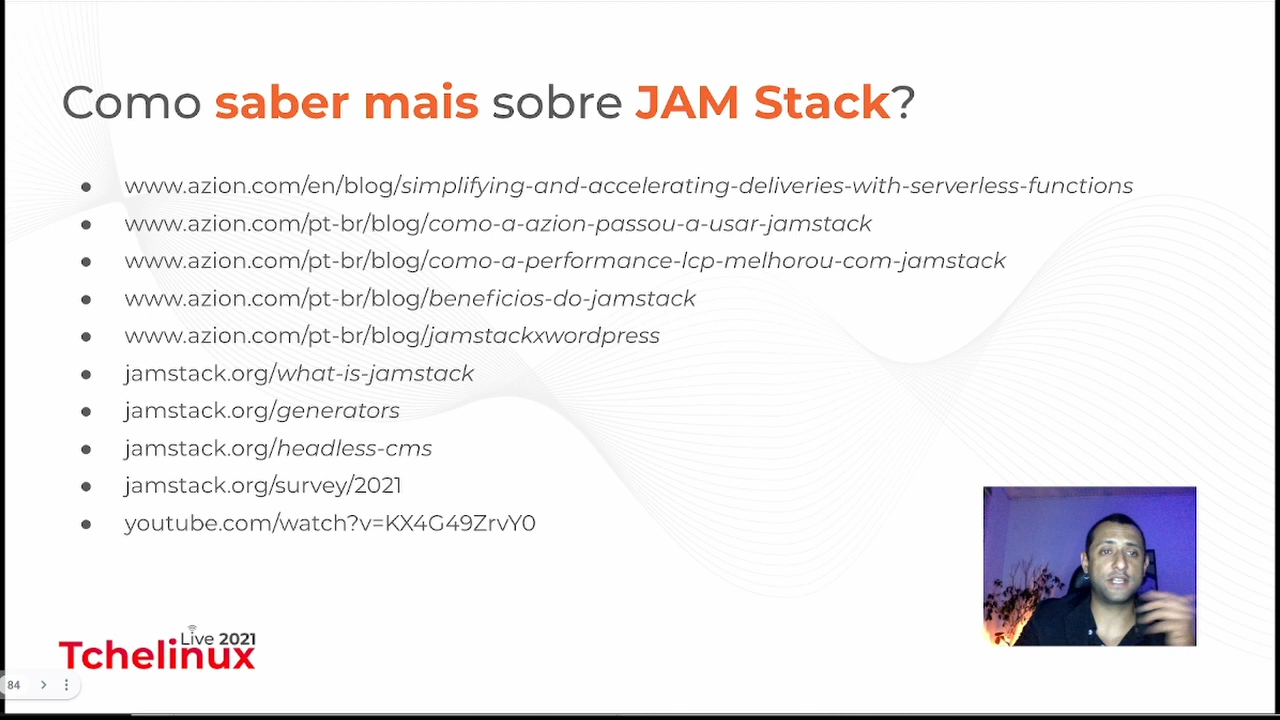 Como saber mais sobre JAM Stack?
● www.azion.com/en/blog/simplifying-and-accelerating-deliveries-with-serverless-functions
● www.azion.com/pt-br/blog/como-a-azion-passou-a-usar-jamstack
● www.azion.com/pt-br/blog/como-a-performance-lcp-melhorou-com-jamstack
● www.azion.com/pt-br/blog/beneficios-do-jamstack
● www.azion.com/pt-br/blog/jamstackxwordpress
● jamstack.org/what-is-jamstack
● jamstack.org/generators
● jamstack.org/headless-cms
● jamstack.org/survey/2021
● youtube.com/watch?v=KX4G49ZrvY0
Live 2021
Tchelinux
84